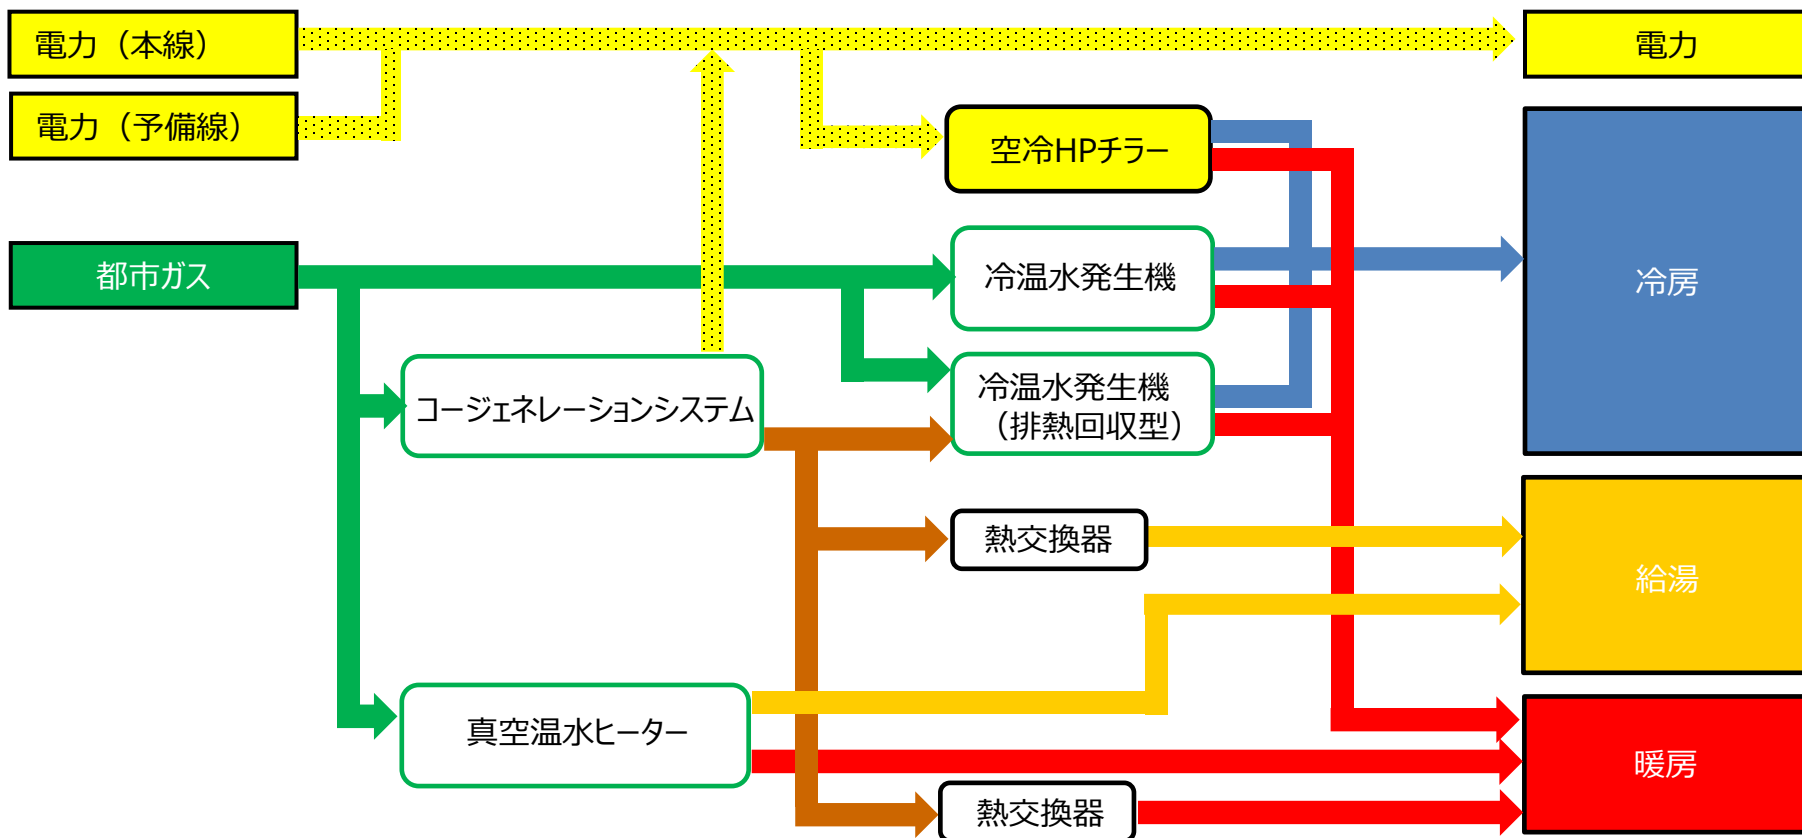 電力（本線）
電力
電力（予備線）
空冷HPチラー
都市ガス
冷温水発生機
冷房
コージェネレーションシステム
冷温水発生機
（排熱回収型）
熱交換器
給湯
真空温水ヒーター
暖房
熱交換器